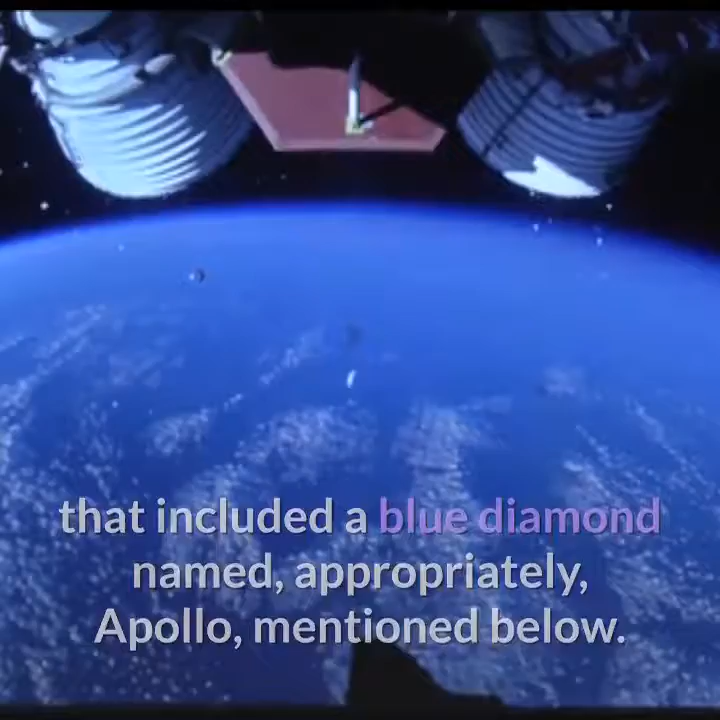 that included a blue diamond
named, appropriately,
Apollo, mentioned below.